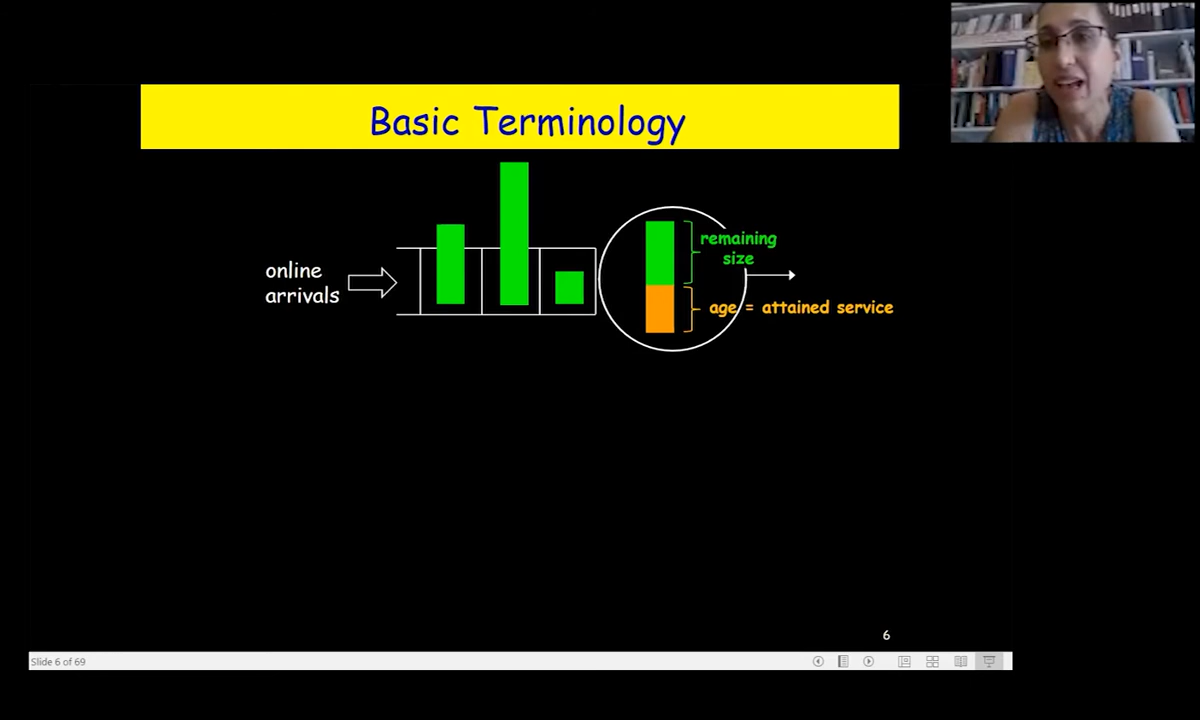 Basic Terminology
online
arrivals
remaining
size
age = attained service
6
Slide 6 of 69